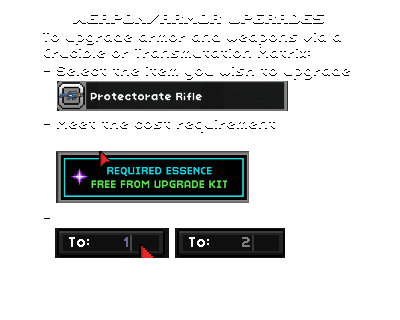 WEAPON/ARMOR UPGRADES
To upgrade armor and weapons via a
Crucible or Transmutation Matrix:
- Select the item you wish to upgrade
Protectorate Rifle
- Meet the cost requirement
REQUIRED ESSENCE
FREE FROM UPGRADE KIT
-
To: 1 To: 2